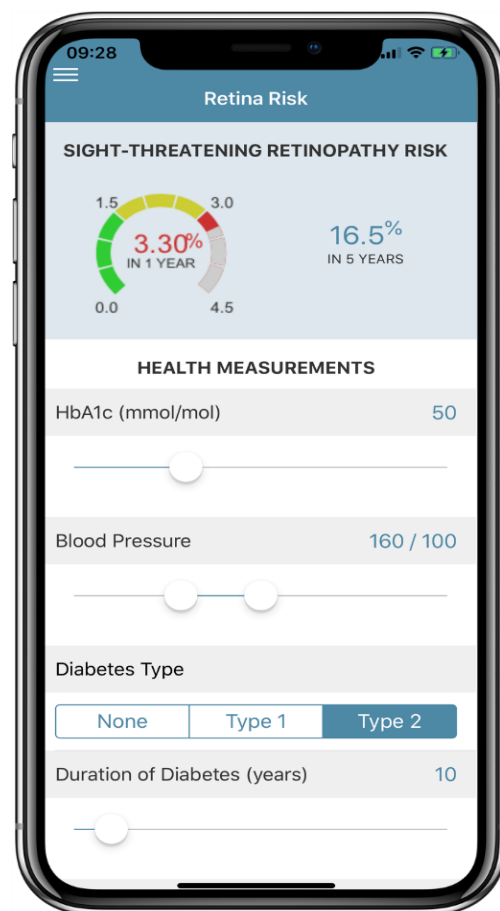 09:28
Retina Risk
SIGHT-THREATENING RETINOPATHY RISK
1.5 3.0
3.30%
IN 1 YEAR
0.0 4.5
16.5%
IN 5 YEARS
HEALTH MEASUREMENTS
HbA1c (mmol/mol) 50
Blood Pressure 160 / 100
Diabetes Type
None Type 1 Type 2
Duration of Diabetes (years) 10